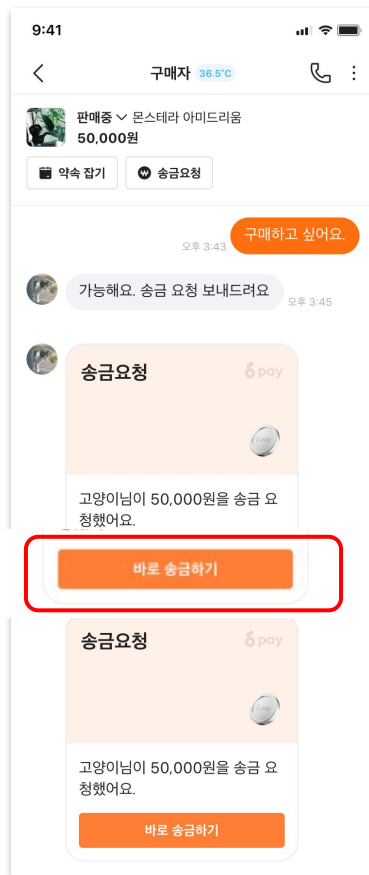 9:41
구매자 36.5°C
판매중 몬스테라 아미드리움
50,000원
약속 잡기 송금요청
구매하고 싶어요.
오후 3:43
가능해요. 송금 요청 보내드려요
오후 3:45
송금요청 pay
고양이님이 50,000원을 송금 요
청했어요.
바로 송금하기
송금요청 pay
고양이님이 50,000원을 송금 요
청했어요.
바로 송금하기